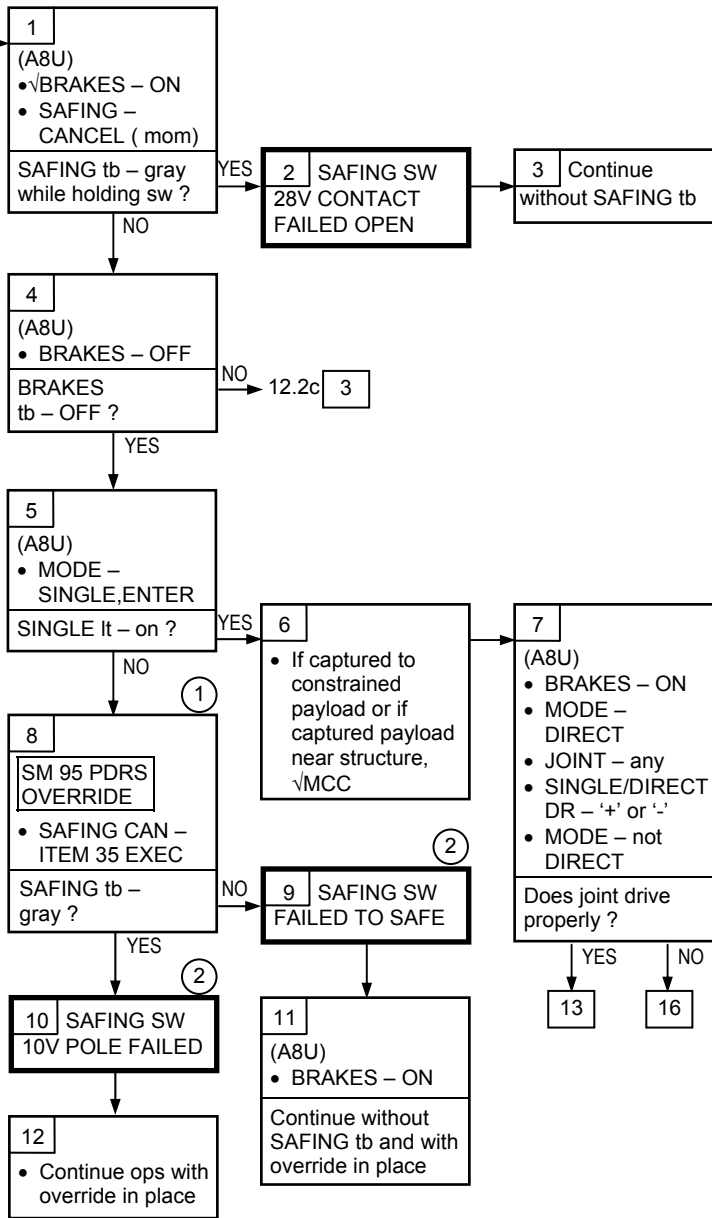 1
(A8U)
•√BRAKES – ON
• SAFING –
CANCEL ( mom)
SAFING tb – gray
while holding sw ?
YES
NO
2 SAFING SW
28V CONTACT
FAILED OPEN
3 Continue
without SAFING tb
4
(A8U)
• BRAKES – OFF
BRAKES
tb – OFF ?
NO
12.2c 3
YES
5
(A8U)
• MODE –
SINGLE,ENTER
SINGLE lt – on ?
YES
NO
6
• If captured to
constrained
payload or if
captured payload
near structure,
√MCC
7
(A8U)
• BRAKES – ON
• MODE –
DIRECT
• JOINT – any
• SINGLE/DIRECT
DR – ‘+’ or ‘-’
• MODE – not
DIRECT
Does joint drive
properly ?
YES
NO
13
16
1
8
SM 95 PDRS
OVERRIDE
• SAFING CAN –
ITEM 35 EXEC
SAFING tb –
gray ?
NO
YES
2
9 SAFING SW
FAILED TO SAFE
2
10 SAFING SW
10V POLE FAILED
11
(A8U)
• BRAKES – ON
Continue without
SAFING tb and with
override in place
12
• Continue ops with
override in place